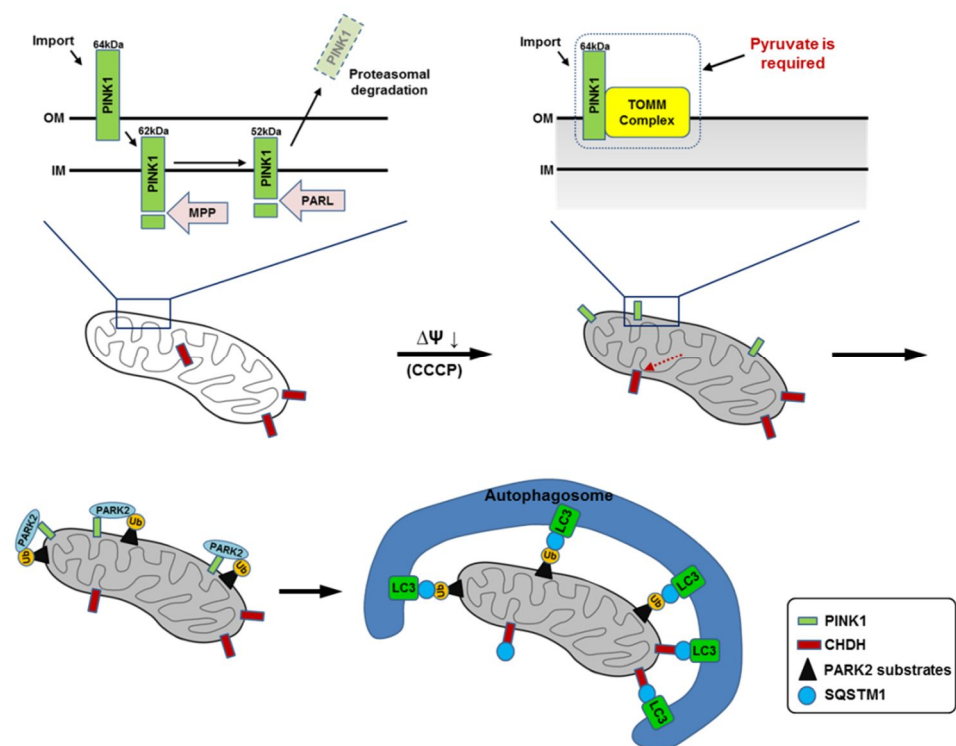 Import
64kDa
PINK1
PINK1
Proteasomal
degradation
OM
62kDa
52kDa
IM
PINK1
PINK1
MPP
PARL
Import
64kDa
PINK1
TOMM
Complex
Pyruvate is
required
OM
IM
ΔΨ ↓
(CCCP)
PARK2
Ub
PARK2
Ub
PARK2
Ub
Autophagosome
LC3
Ub
LC3
Ub
LC3
Ub
LC3
LC3
PINK1
CHDH
PARK2 substrates
SQSTM1